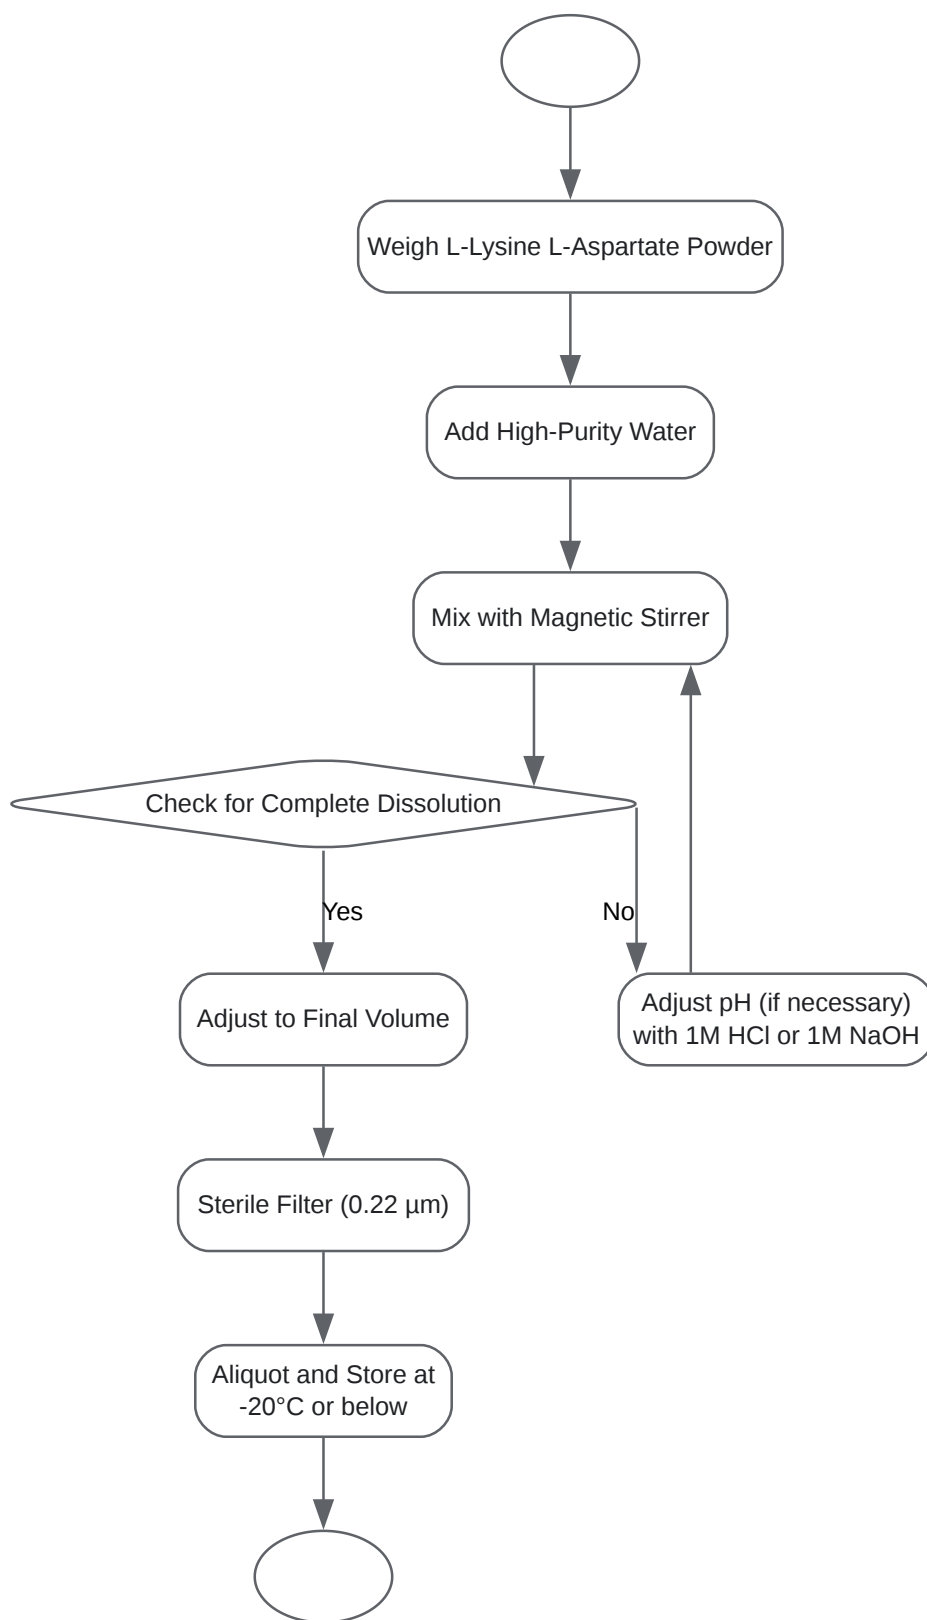 Weigh L-Lysine L-Aspartate Powder
Add High-Purity Water
Mix with Magnetic Stirrer
Check for Complete Dissolution
Yes
No
Adjust to Final Volume
Adjust pH (if necessary)
with 1M HCl or 1M NaOH
Sterile Filter (0.22 µm)
Aliquot and Store at
-20°C or below